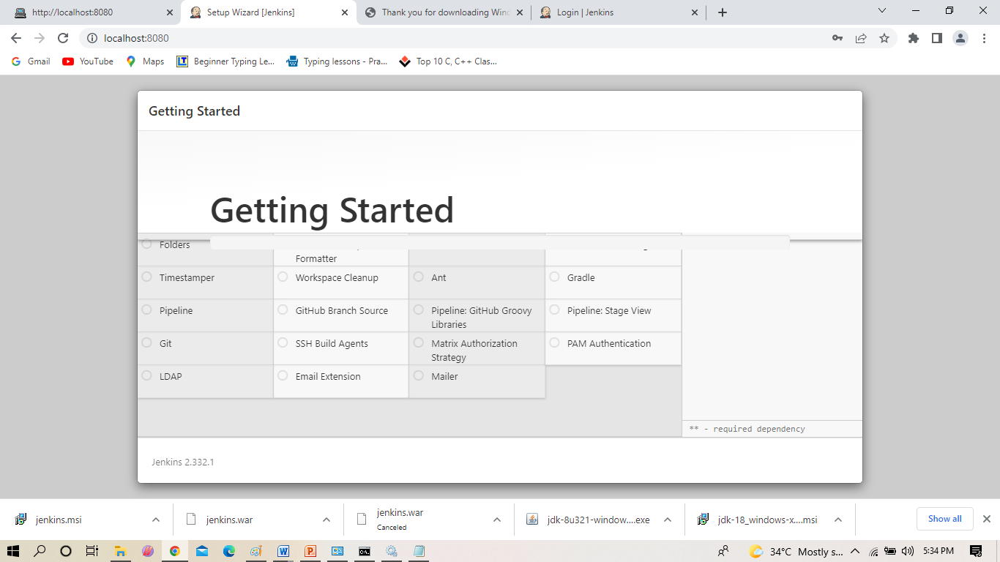 http://localhost:8080
Setup Wizard [Jenkins]
Thank you for downloading Winc
Login | Jenkins
localhost:8080
Gmail
YouTube
Maps
Beginner Typing Le...
Typing lessons - Pra...
Top 10 C, C++ Clas...
Getting Started
Getting Started
Folders
Formatter
Timestamper
Workspace Cleanup
Ant
Gradle
Pipeline
GitHub Branch Source
Pipeline: GitHub Groovy
Libraries
Pipeline: Stage View
Git
SSH Build Agents
Matrix Authorization
Strategy
PAM Authentication
LDAP
Email Extension
Mailer
** - required dependency
Jenkins 2.332.1
jenkins.msi
jenkins.war
jenkins.war
Canceled
jdk-8u321-window....exe
jdk-18_windows-x....msi
Show all
34°C Mostly s...
5:34 PM